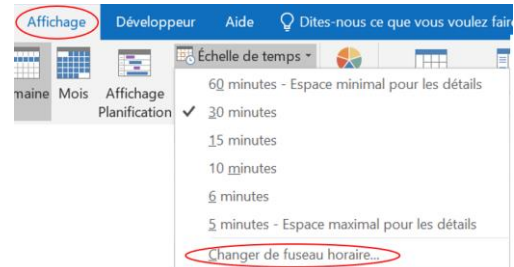 Affichage Développeur Aide Dites-nous ce que vous voulez faire
Échelle de temps
maine Mois Affichage
Planification
60 minutes - Espace minimal pour les détails
30 minutes
15 minutes
10 minutes
6 minutes
5 minutes - Espace maximal pour les détails
Changer de fuseau horaire...